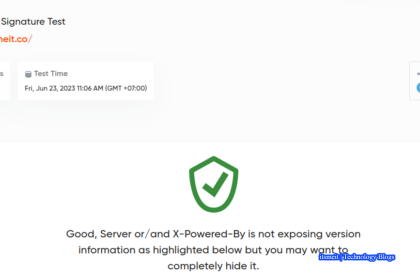 Signature Test
neit.co/
s
Test Time
Fri, Jun 23, 2023 11:06 AM (GMT +07:00)
Good, Server or/and X-Powered-By is not exposing version
information as highlighted below but you may want to
completely hide it.
itsmeit Technology Blogs